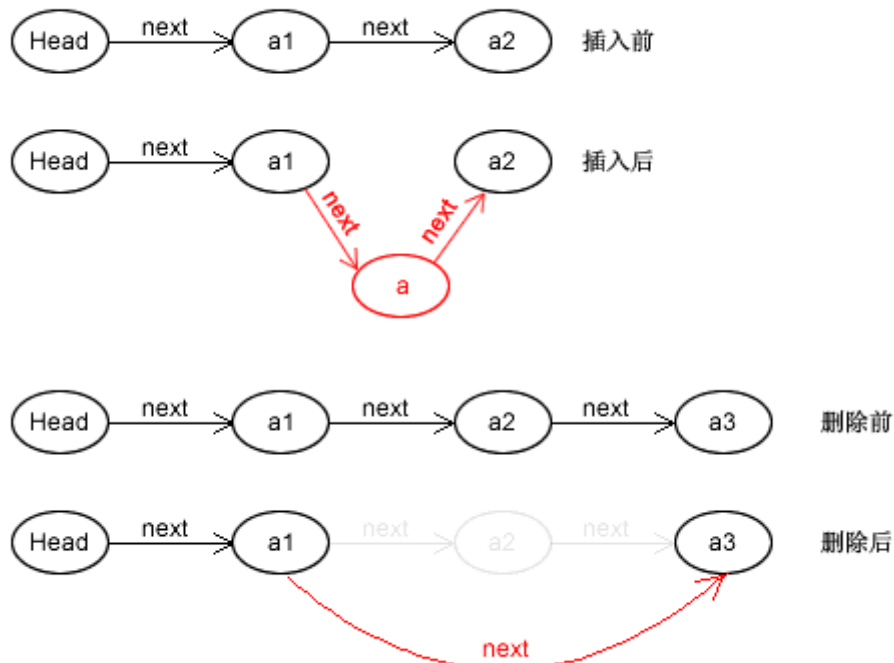 Head next a1 next a2 插入前
Head next a1 a2 插入后
next next
a
Head next a1 next a2 next a3 删除前
Head next a1 next a2 next a3 删除后
next